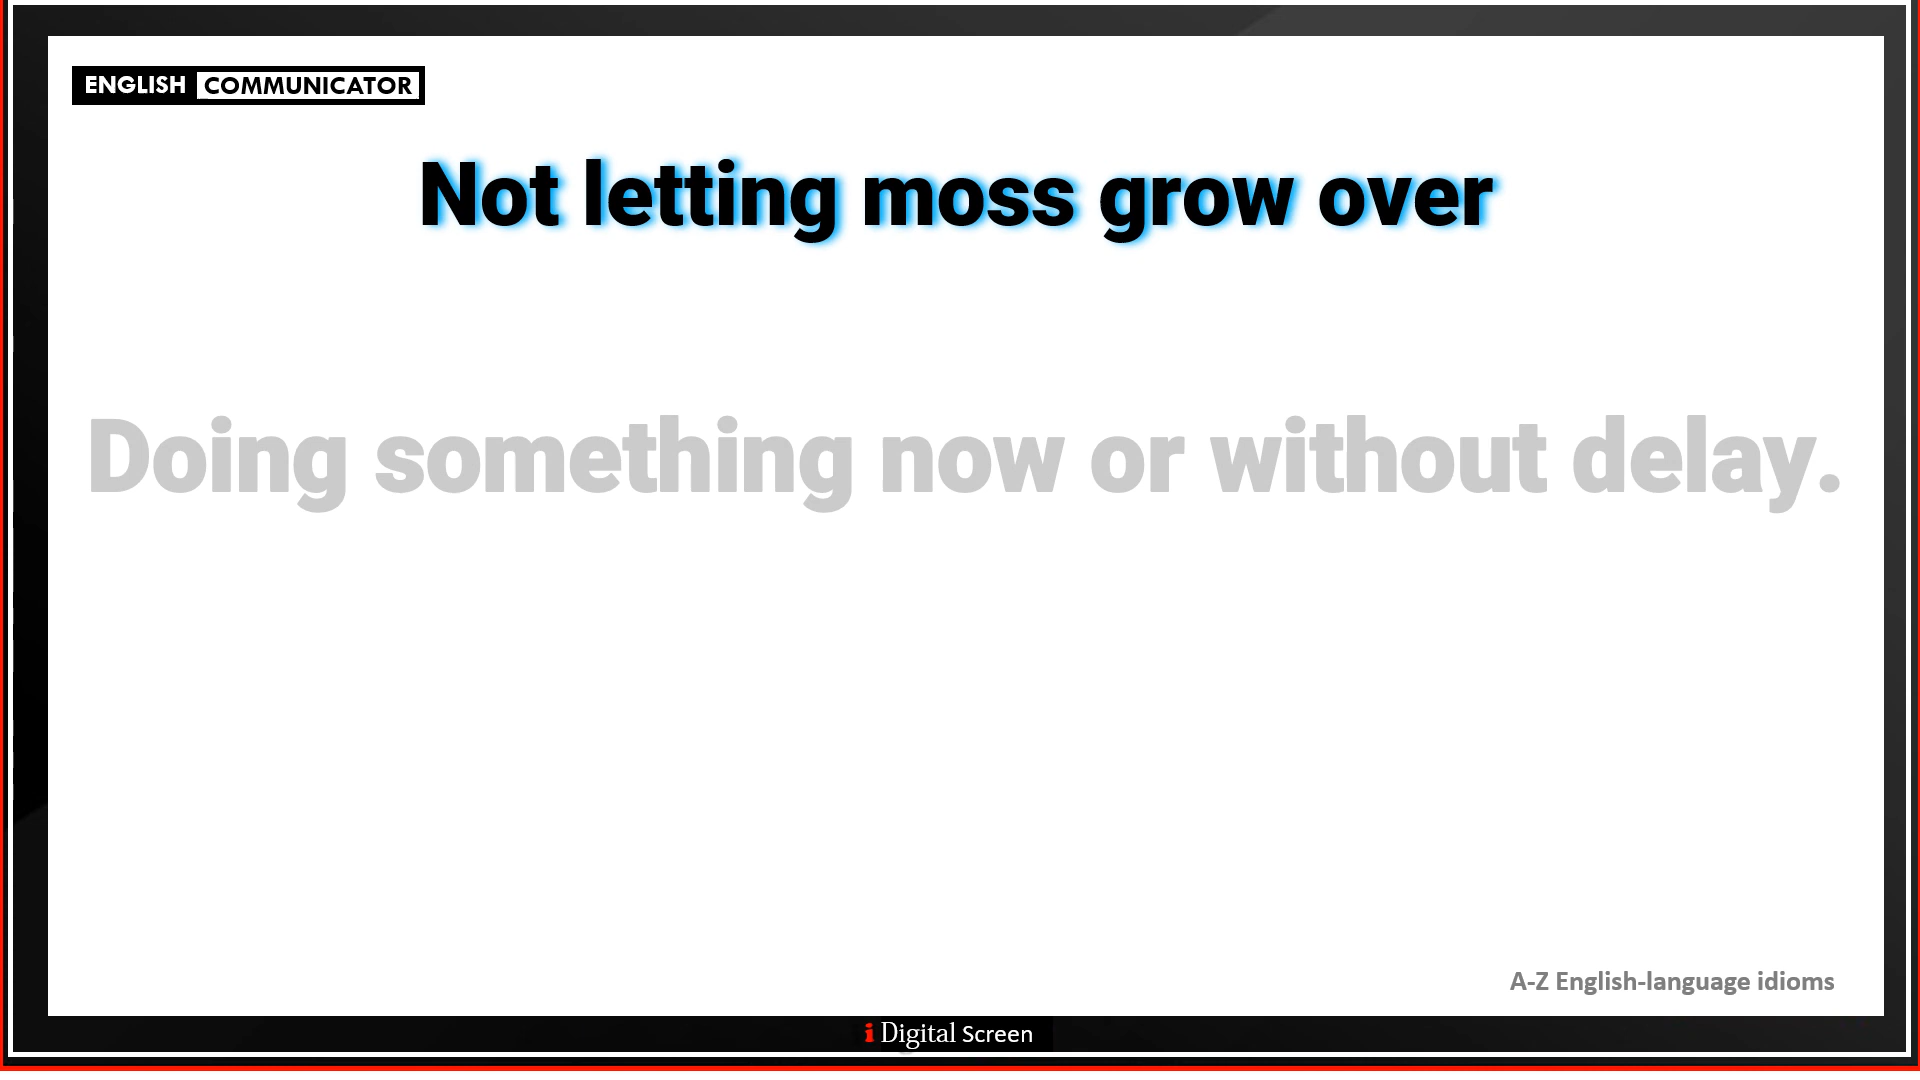 ENGLISH COMMUNICATOR
Not letting moss grow over
Doing something now or without delay.
A-Z English-language idioms
i Digital Screen